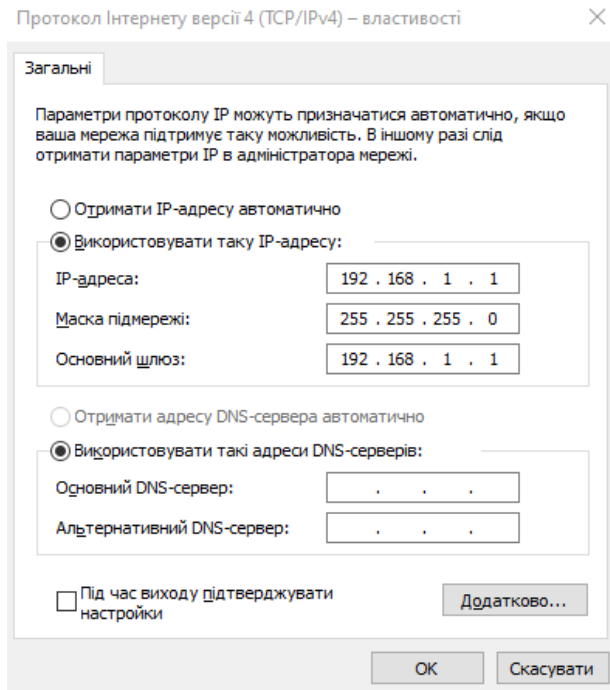 Протокол Інтернету версії 4 (TCP/IPv4) – властивості
Загальні
Параметри протоколу IP можуть призначатися автоматично, якщо
ваша мережа підтримує таку можливість. В іншому разі слід
отримати параметри IP в адміністратора мережі.
Отримати IP-адресу автоматично
Використовувати таку IP-адресу:
IP-адреса: 192 . 168 . 1 . 1
Маска підмережі: 255 . 255 . 255 . 0
Основний шлюз: 192 . 168 . 1 . 1
Отримати адресу DNS-сервера автоматично
Використовувати такі адреси DNS-серверів:
Основний DNS-сервер: . . .
Альтернативний DNS-сервер: . . .
Під час виходу підтверджувати
настройки
Додатково...
ОК Скасувати